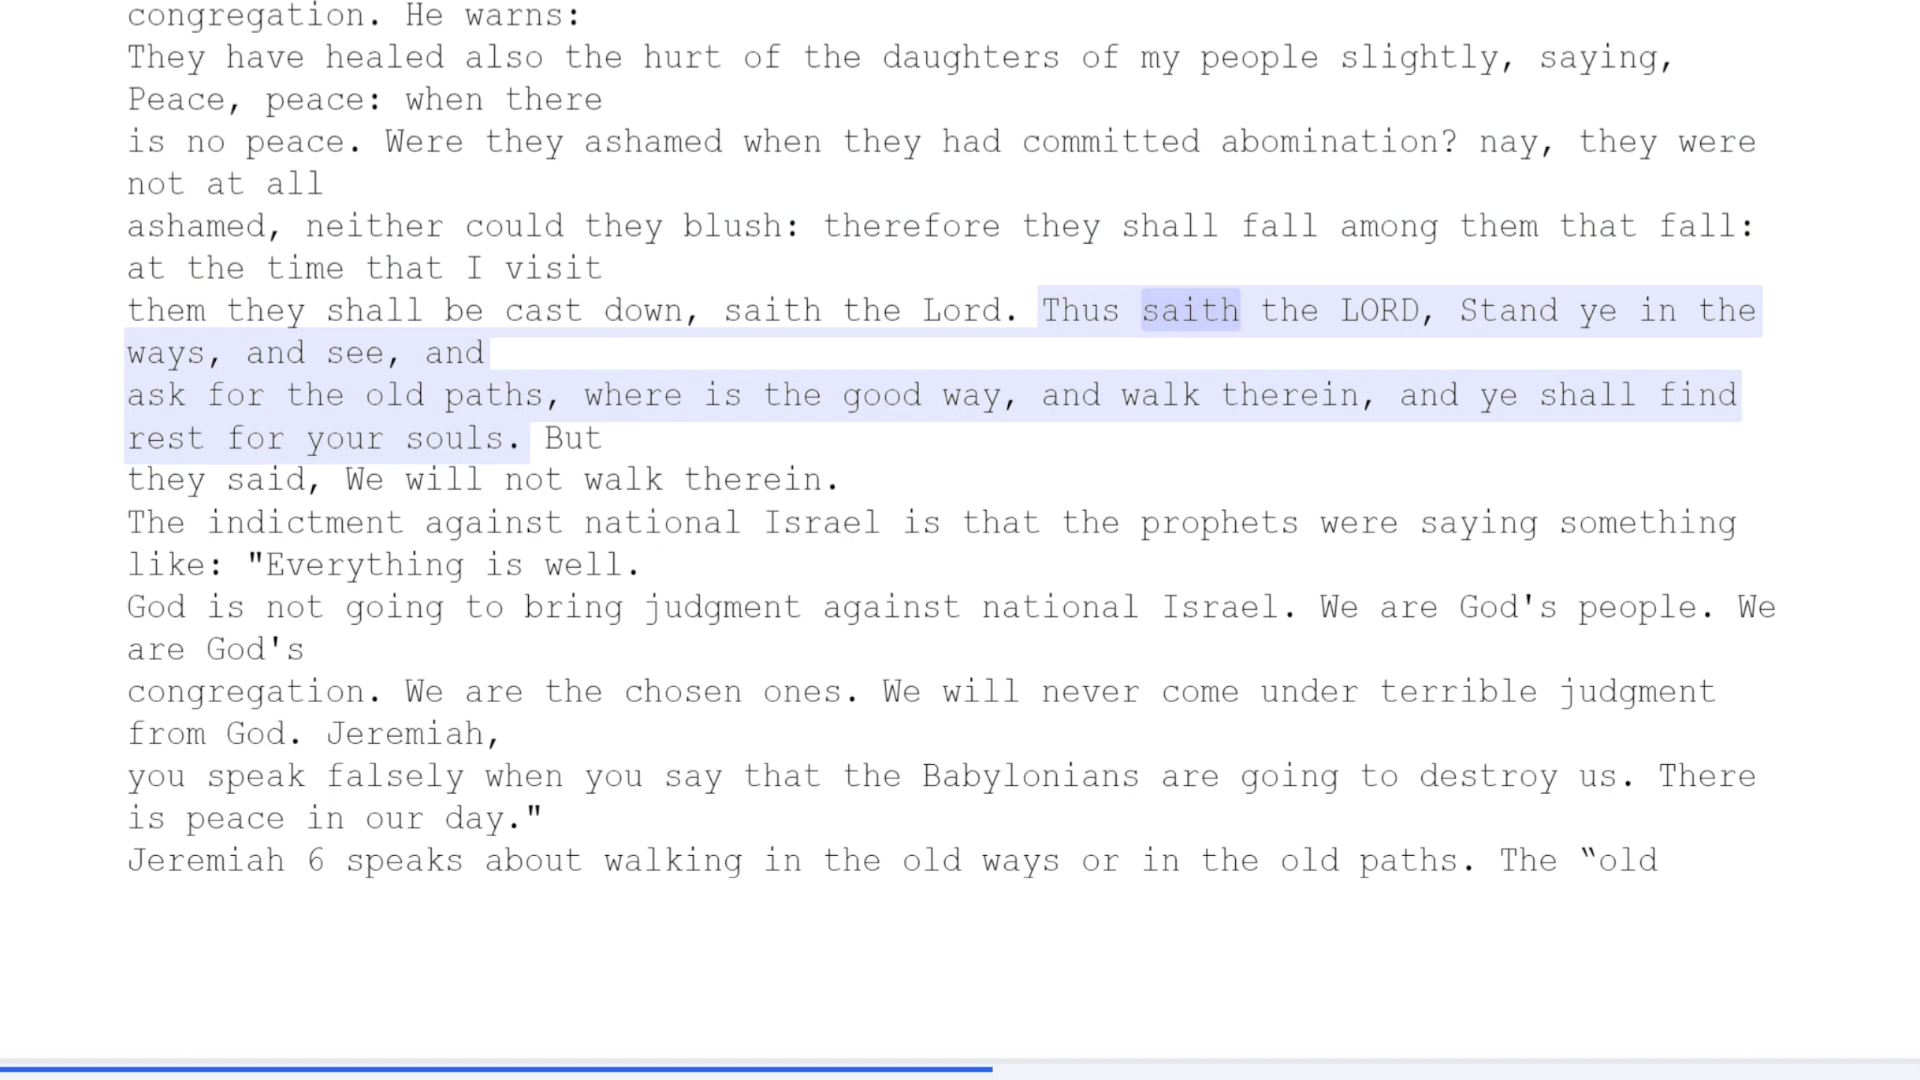 congregation. He warns:
They have healed also the hurt of the daughters of my people slightly, saying,
Peace, peace: when there
is no peace. Were they ashamed when they had committed abomination? nay, they were
not at all
ashamed, neither could they blush: therefore they shall fall among them that fall:
at the time that I visit
them they shall be cast down, saith the Lord. Thus saith the LORD, Stand ye in the
ways, and see, and
ask for the old paths, where is the good way, and walk therein, and ye shall find
rest for your souls. But
they said, We will not walk therein.
The indictment against national Israel is that the prophets were saying something
like: "Everything is well.
God is not going to bring judgment against national Israel. We are God's people. We
are God's
congregation. We are the chosen ones. We will never come under terrible judgment
from God. Jeremiah,
you speak falsely when you say that the Babylonians are going to destroy us. There
is peace in our day."
Jeremiah 6 speaks about walking in the old ways or in the old paths. The “old